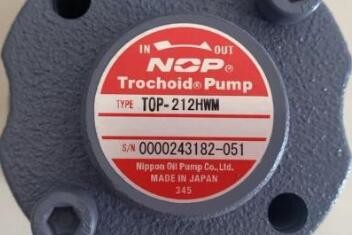 IN OUT
NOP®
Trochoid® Pump
TYPE TOP-212HWM
S/N 0000243182-051
Nippon Oil Pump Co.,Ltd.
MADE IN JAPAN
345